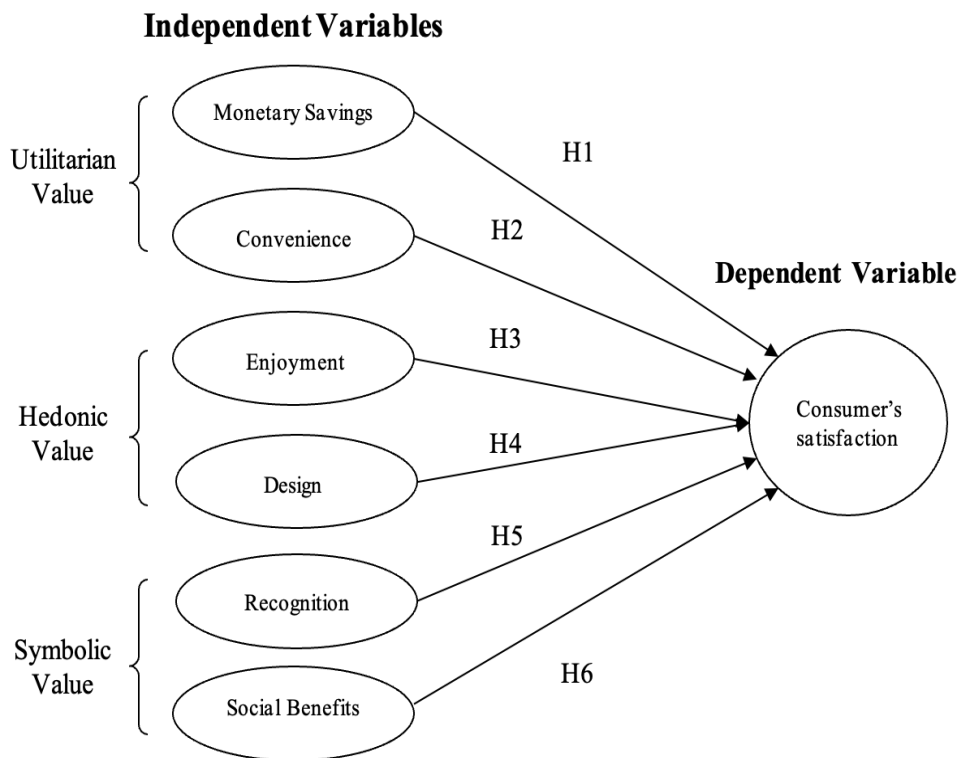 Independent Variables
Monetary Savings
H1
Utilitarian
Value
Convenience
H2
Dependent Variable
Enjoyment
H3
Hedonic
Value
Consumer’s
satisfaction
Design
H4
Recognition
H5
Symbolic
Value
Social Benefits
H6